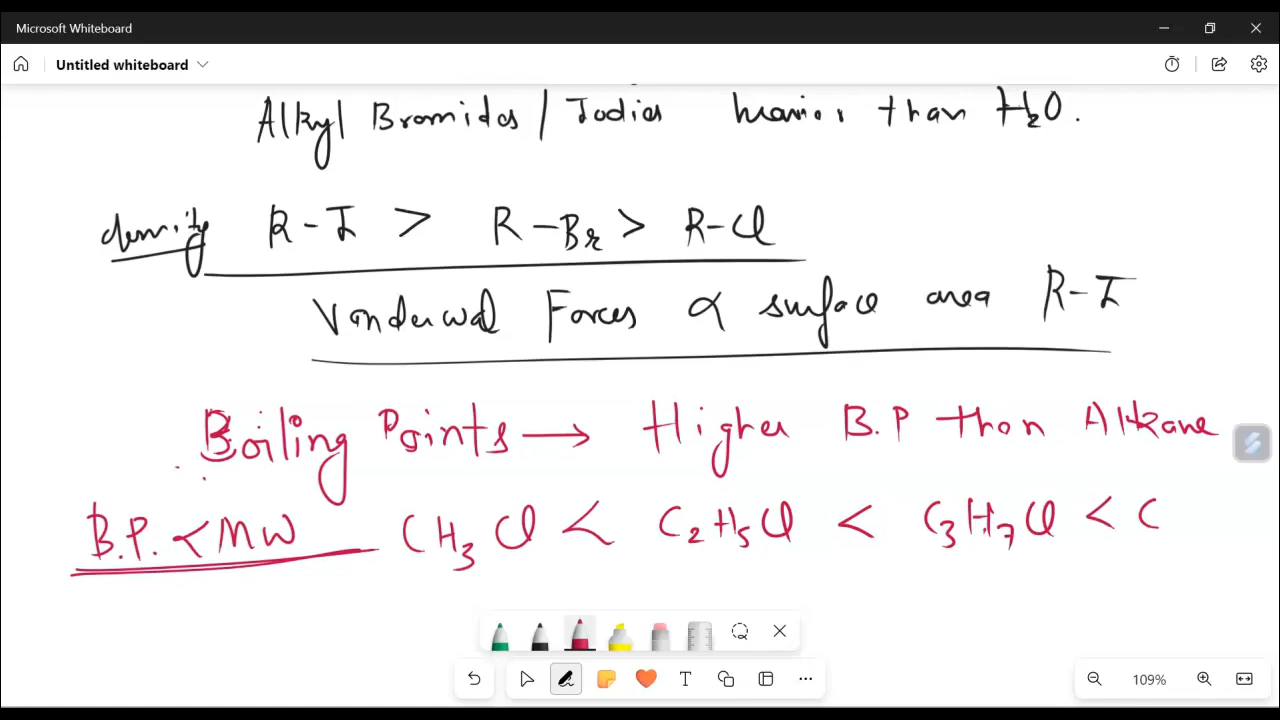 Microsoft Whiteboard
Untitled whiteboard
Alkyl Bromides / Iodies heavier than H₂O.
density R-I > R-Br > R-Cl
Vanderwal Forces ∝ surface area R-I
Boiling Points → Higher B.P than Alkane
B.P. ∝ MW CH₃Cl < C₂H₅Cl < C₃H₇Cl < C
109%